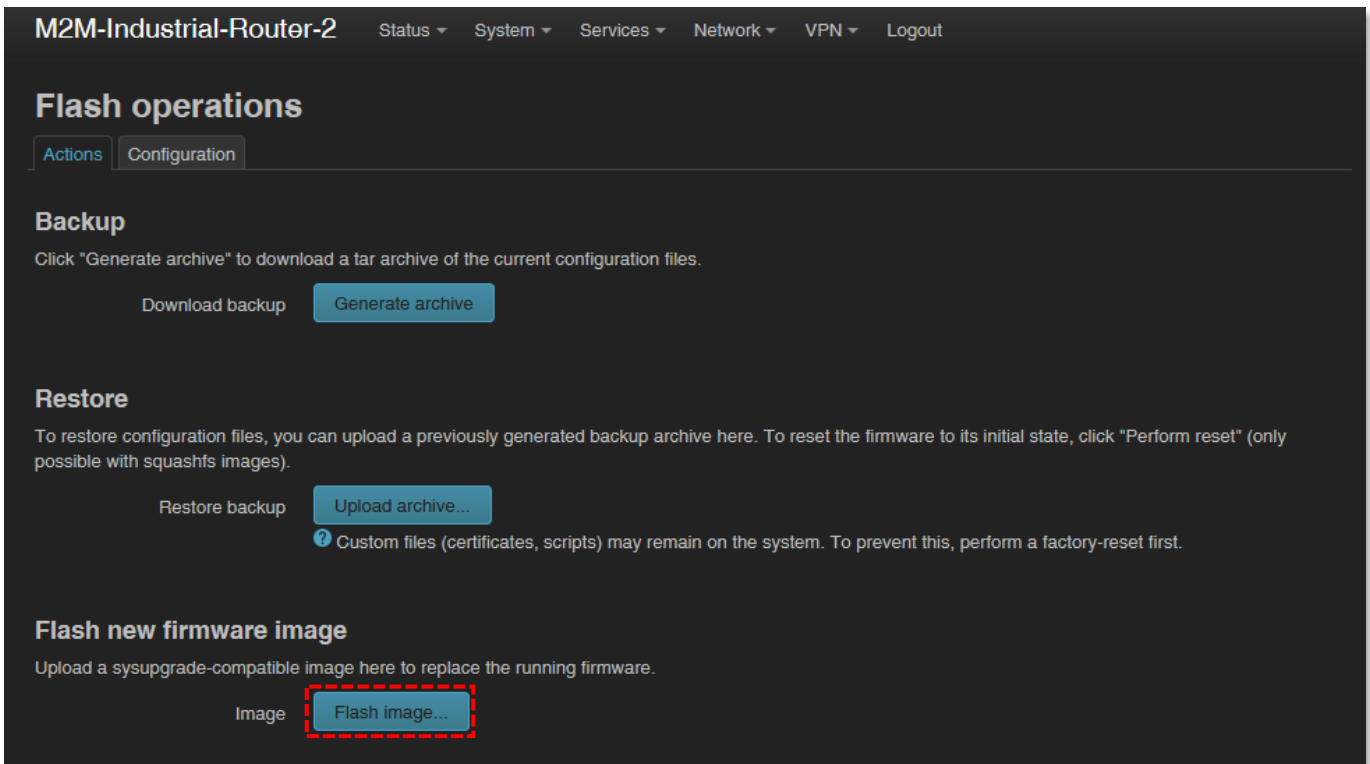 M2M-Industrial-Router-2 Status System Services Network VPN Logout
Flash operations
Actions Configuration
Backup
Click "Generate archive" to download a tar archive of the current configuration files.
Download backup Generate archive
Restore
To restore configuration files, you can upload a previously generated backup archive here. To reset the firmware to its initial state, click "Perform reset" (only
possible with squashfs images).
Restore backup Upload archive...
? Custom files (certificates, scripts) may remain on the system. To prevent this, perform a factory-reset first.
Flash new firmware image
Upload a sysupgrade-compatible image here to replace the running firmware.
Image Flash image...